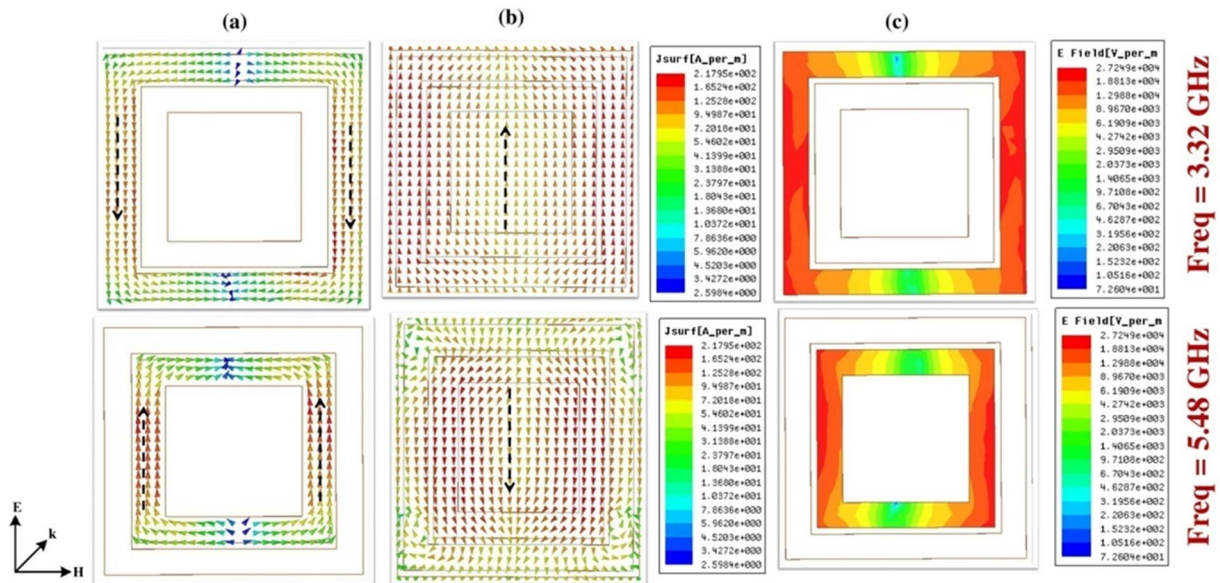 (a)
(b)
(c)
Jsurf[A_per_m]
2.1795e+002
1.6524e+002
1.2528e+002
9.4987e+001
7.2018e+001
5.4602e+001
4.1399e+001
3.1388e+001
2.3797e+001
1.8043e+001
1.3680e+001
1.0372e+001
7.8636e+000
5.9620e+000
4.5203e+000
3.4272e+000
2.5984e+000
E Field[V_per_m
2.7249e+004
1.8813e+004
1.2988e+004
8.9670e+003
6.1909e+003
4.2742e+003
2.9509e+003
2.0373e+003
1.4065e+003
9.7108e+002
6.7043e+002
4.6287e+002
3.1956e+002
2.2063e+002
1.5232e+002
1.0516e+002
7.2604e+001
Freq = 3.32 GHz
Jsurf[A_per_m]
2.1795e+002
1.6524e+002
1.2528e+002
9.4987e+001
7.2018e+001
5.4602e+001
4.1399e+001
3.1388e+001
2.3797e+001
1.8043e+001
1.3680e+001
1.0372e+001
7.8636e+000
5.9620e+000
4.5203e+000
3.4272e+000
2.5984e+000
E Field[V_per_m
2.7249e+004
1.8813e+004
1.2988e+004
8.9670e+003
6.1909e+003
4.2742e+003
2.9509e+003
2.0373e+003
1.4065e+003
9.7108e+002
6.7043e+002
4.6287e+002
3.1956e+002
2.2063e+002
1.5232e+002
1.0516e+002
7.2604e+001
Freq = 5.48 GHz
E
k
H